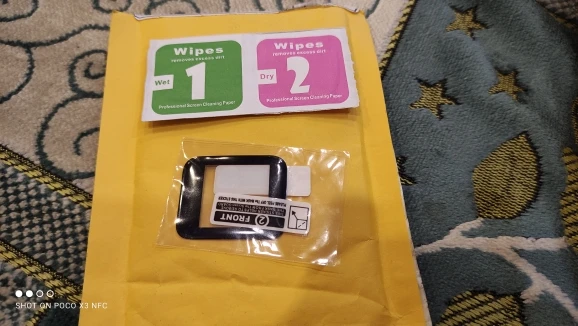 Wipes
Wet
1
Professional Screen Cleaning Paper
Wipes
Dry
2
Professional Screen Cleaning Paper
2 FRONT
SHOT ON POCO X3 NFC